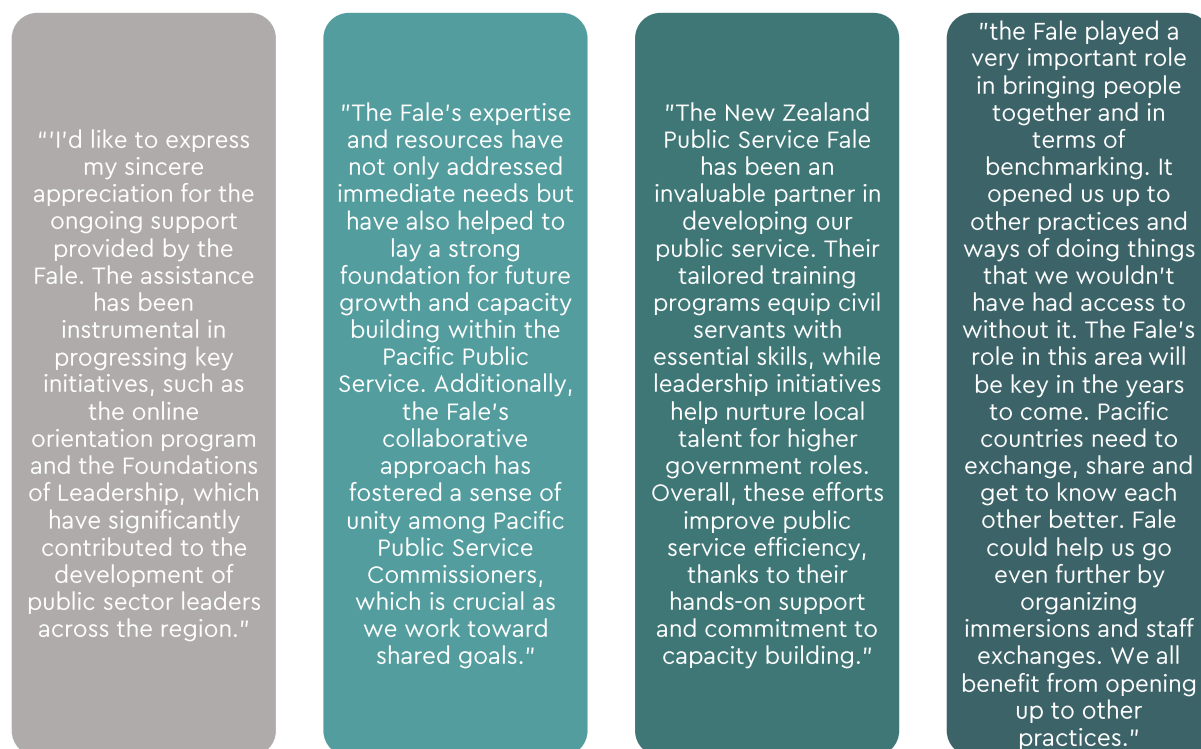 “'I'd like to express
my sincere
appreciation for the
ongoing support
provided by the
Fale. The assistance
has been
instrumental in
progressing key
initiatives, such as
the online
orientation program
and the Foundations
of Leadership, which
have significantly
contributed to the
development of
public sector leaders
across the region."
"The Fale's expertise
and resources have
not only addressed
immediate needs but
have also helped to
lay a strong
foundation for future
growth and capacity
building within the
Pacific Public
Service. Additionally,
the Fale's
collaborative
approach has
fostered a sense of
unity among Pacific
Public Service
Commissioners,
which is crucial as
we work toward
shared goals."
"The New Zealand
Public Service Fale
has been an
invaluable partner in
developing our
public service. Their
tailored training
programs equip civil
servants with
essential skills, while
leadership initiatives
help nurture local
talent for higher
government roles.
Overall, these efforts
improve public
service efficiency,
thanks to their
hands-on support
and commitment to
capacity building."
"the Fale played a
very important role
in bringing people
together and in
terms of
benchmarking. It
opened us up to
other practices and
ways of doing things
that we wouldn't
have had access to
without it. The Fale's
role in this area will
be key in the years
to come. Pacific
countries need to
exchange, share and
get to know each
other better. Fale
could help us go
even further by
organizing
immersions and staff
exchanges. We all
benefit from opening
up to other
practices."